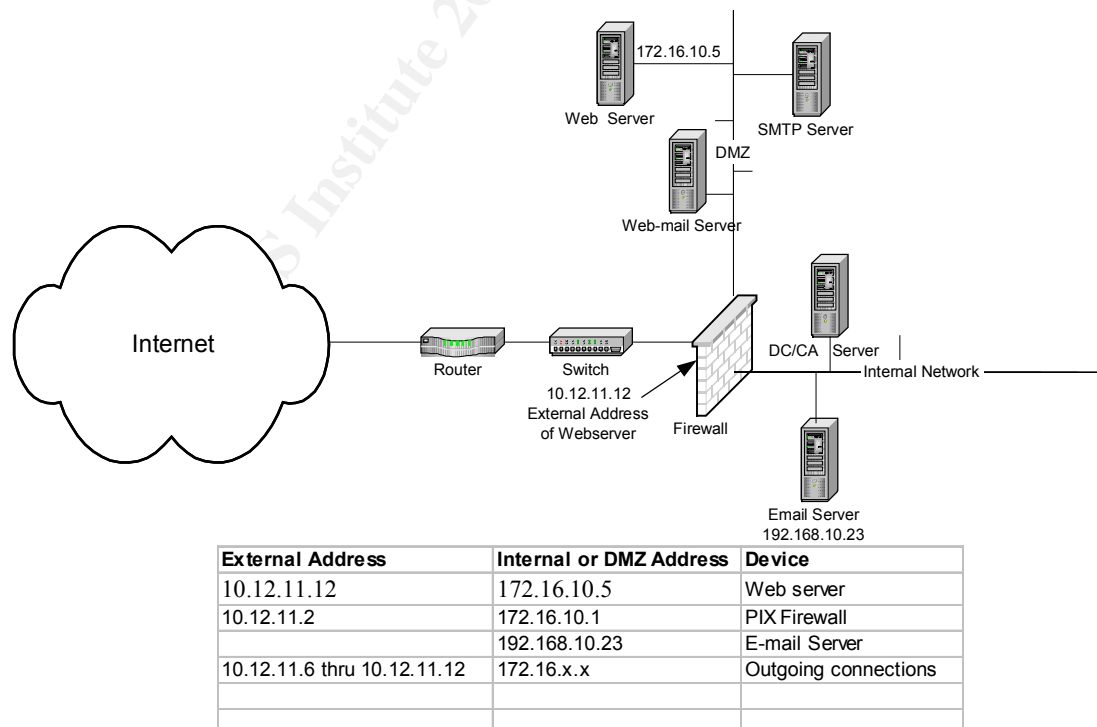 SANS Institute 20
172.16.10.5
Web Server
SMTP Server
DMZ
Web-mail Server
Internet
Router
Switch
10.12.11.12
External Address
of Webserver
Firewall
DC/CA Server
Internal Network
Email Server
192.168.10.23
External Address Internal or DMZ Address Device
10.12.11.12 172.16.10.5 Web server
10.12.11.2 172.16.10.1 PIX Firewall
192.168.10.23 E-mail Server
10.12.11.6 thru 10.12.11.12 172.16.x.x Outgoing connections